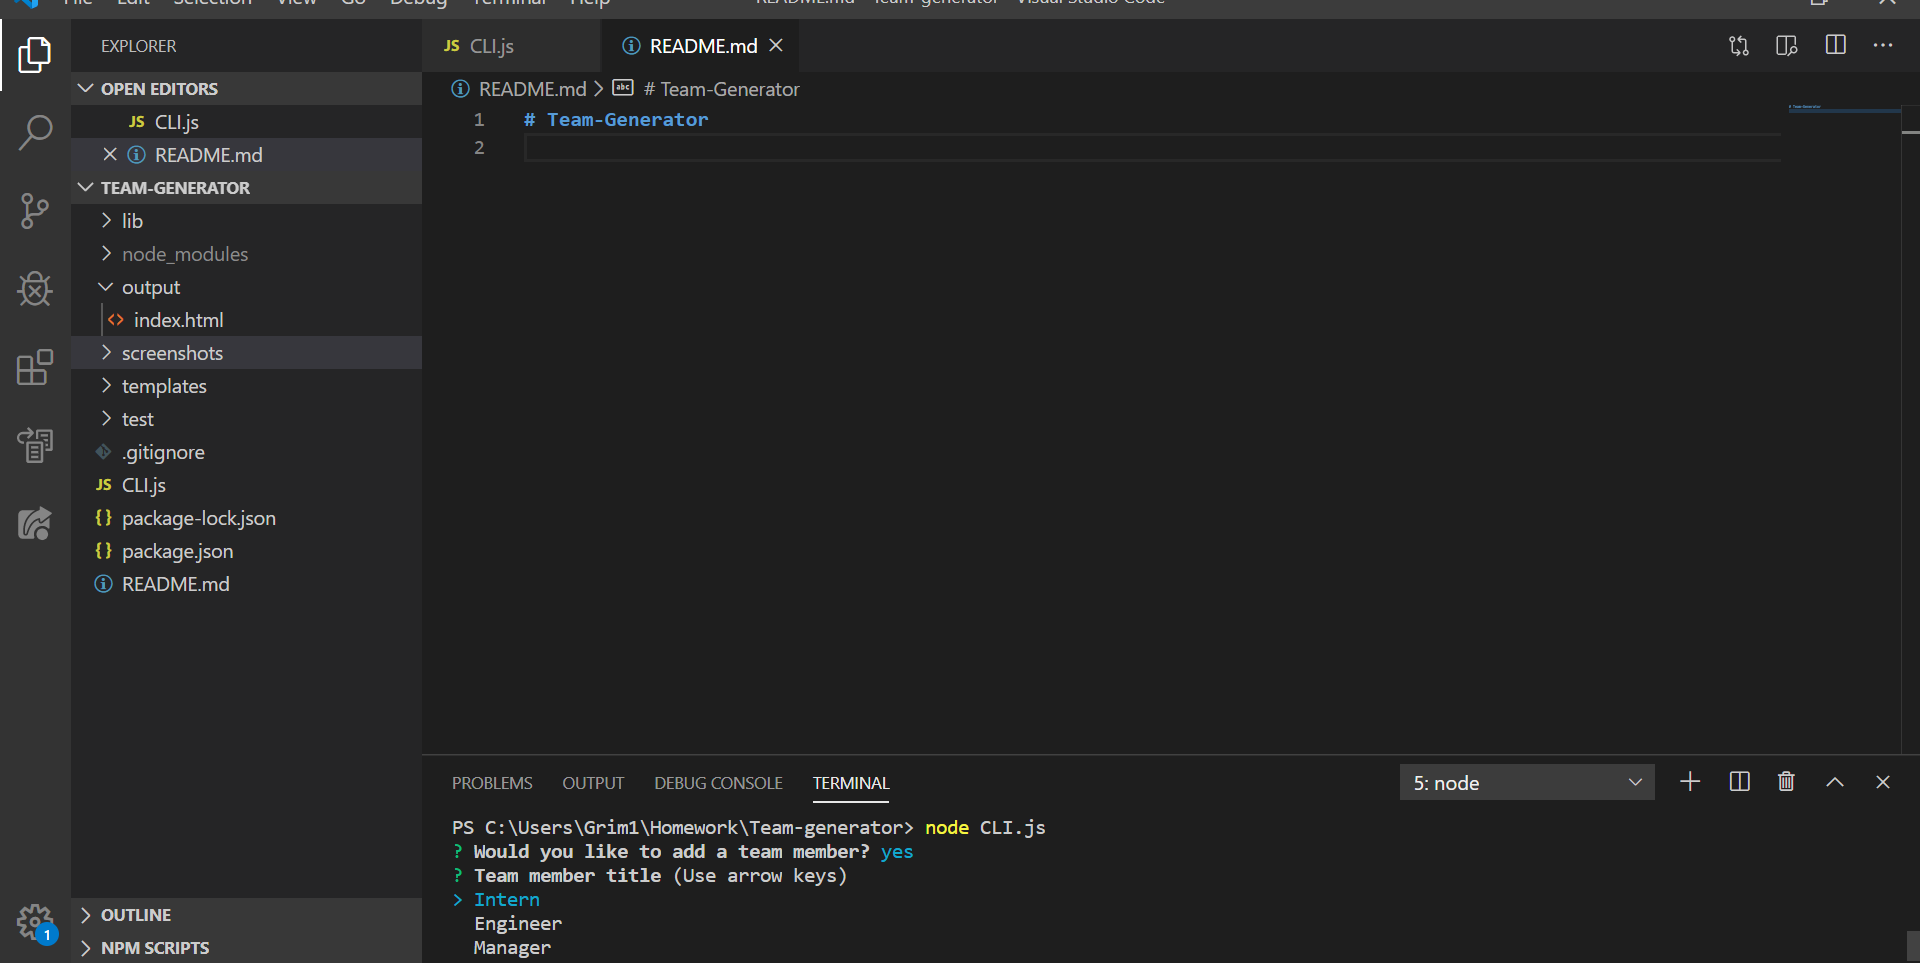 File Edit Selection View Go Debug Terminal Help
README.md - Team-generator - Visual Studio Code
EXPLORER
OPEN EDITORS
JS CLI.js
README.md
TEAM-GENERATOR
lib
node_modules
output
index.html
screenshots
templates
test
.gitignore
JS CLI.js
{} package-lock.json
{} package.json
README.md
OUTLINE
NPM SCRIPTS
1
JS CLI.js
README.md
README.md > abc # Team-Generator
1 # Team-Generator
2
# Team-Generator
PROBLEMS OUTPUT DEBUG CONSOLE TERMINAL
5: node
PS C:\Users\Grim1\Homework\Team-generator> node CLI.js
? Would you like to add a team member? yes
? Team member title (Use arrow keys)
> Intern
Engineer
Manager